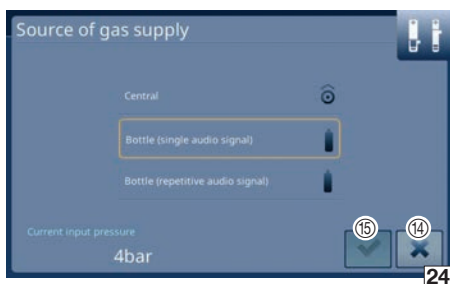 Source of gas supply
Central
Bottle (single audio signal)
Bottle (repetitive audio signal)
Current input pressure
4bar
⑮ ⑭
24